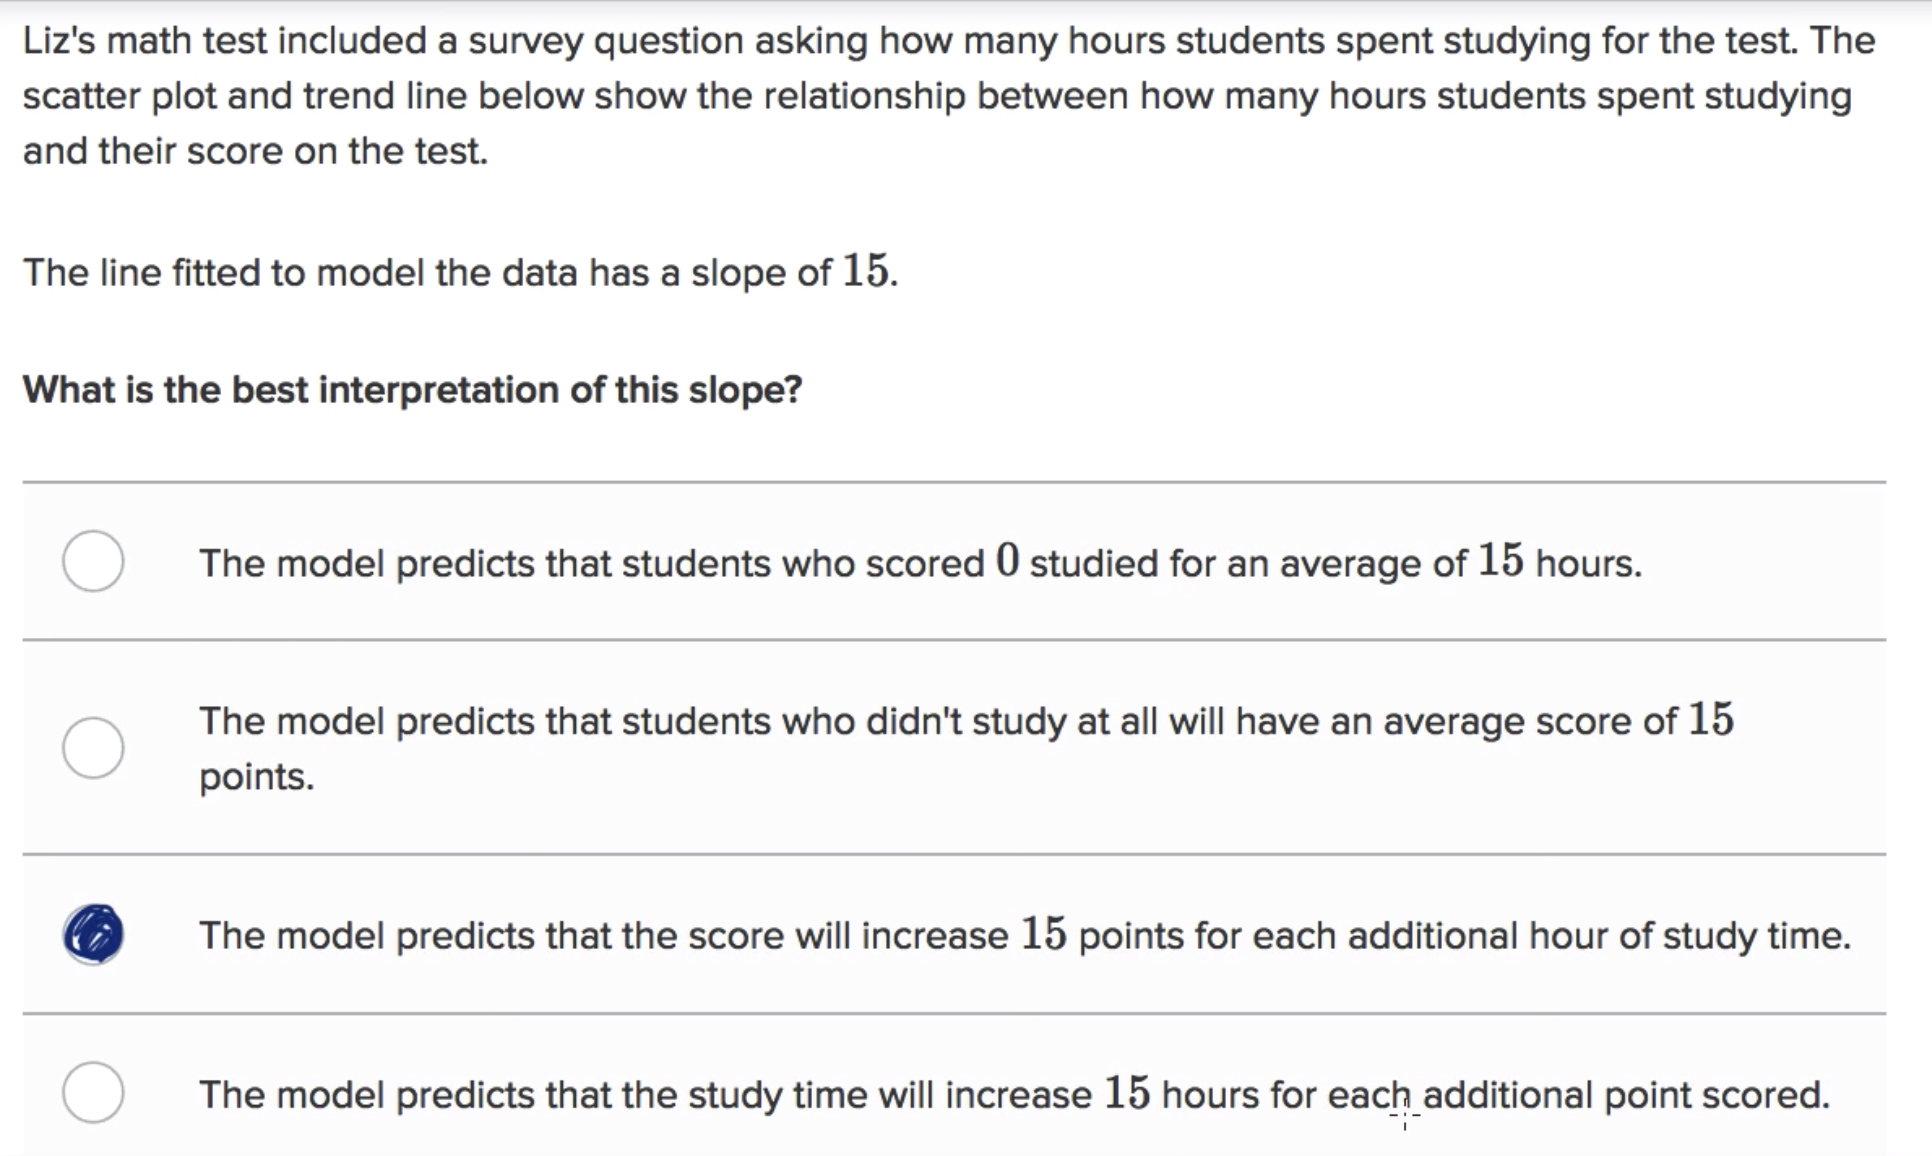 Liz's math test included a survey question asking how many hours students spent studying for the test. The
scatter plot and trend line below show the relationship between how many hours students spent studying
and their score on the test.
The line fitted to model the data has a slope of 15.
What is the best interpretation of this slope?
The model predicts that students who scored 0 studied for an average of 15 hours.
The model predicts that students who didn't study at all will have an average score of 15
points.
The model predicts that the score will increase 15 points for each additional hour of study time.
The model predicts that the study time will increase 15 hours for each additional point scored.